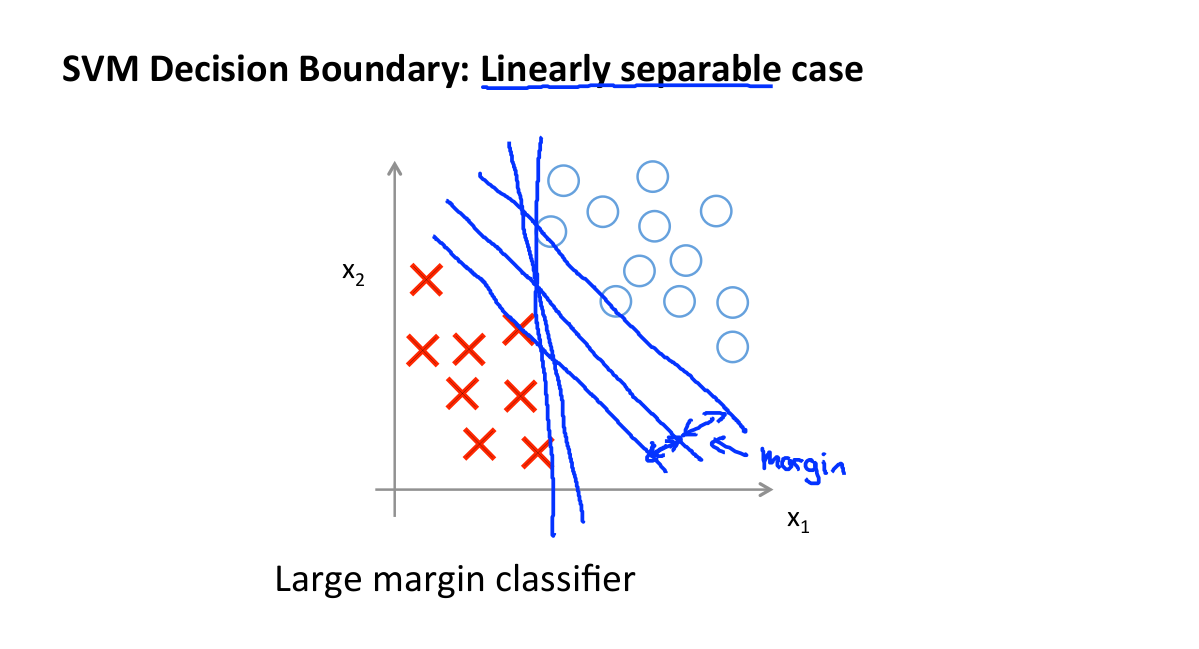 SVM Decision Boundary: Linearly separable case
x2
margin
x1
Large margin classifier